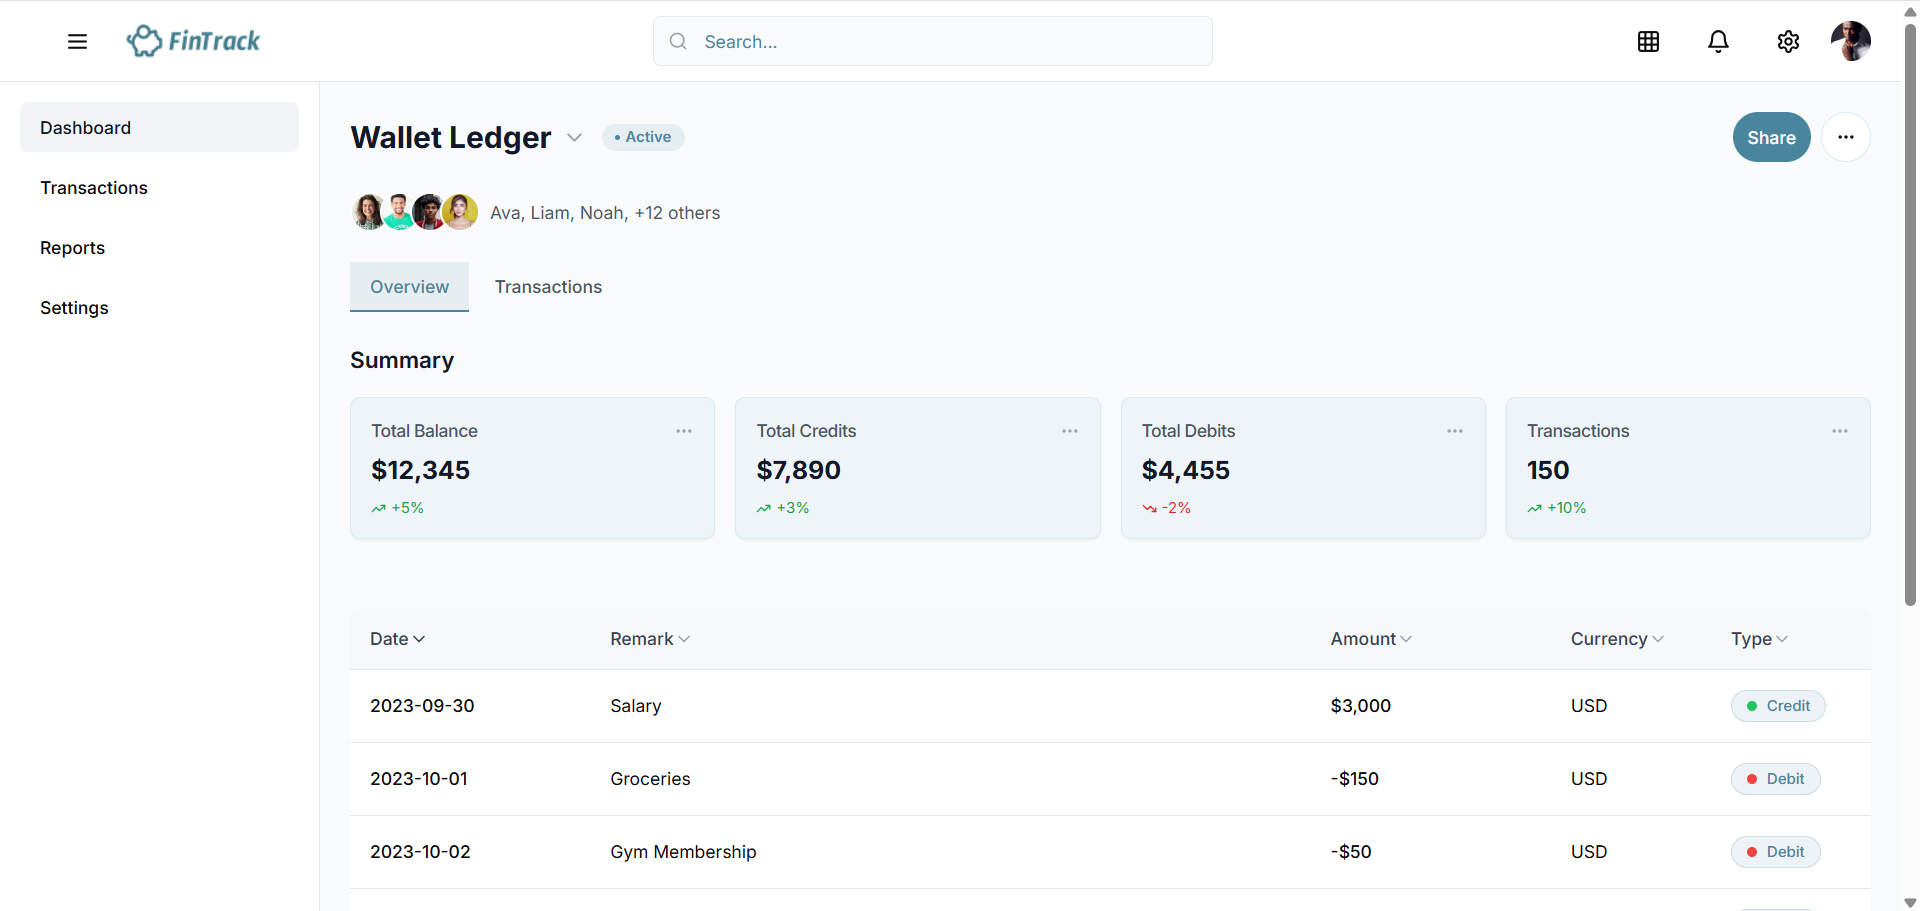 FinTrack
Search...
Dashboard
Transactions
Reports
Settings
Wallet Ledger
• Active
Share
Ava, Liam, Noah, +12 others
Overview Transactions
Summary
Total Balance
$12,345
+5%
Total Credits
$7,890
+3%
Total Debits
$4,455
-2%
Transactions
150
+10%
Date Remark Amount Currency Type
2023-09-30 Salary $3,000 USD Credit
2023-10-01 Groceries -$150 USD Debit
2023-10-02 Gym Membership -$50 USD Debit